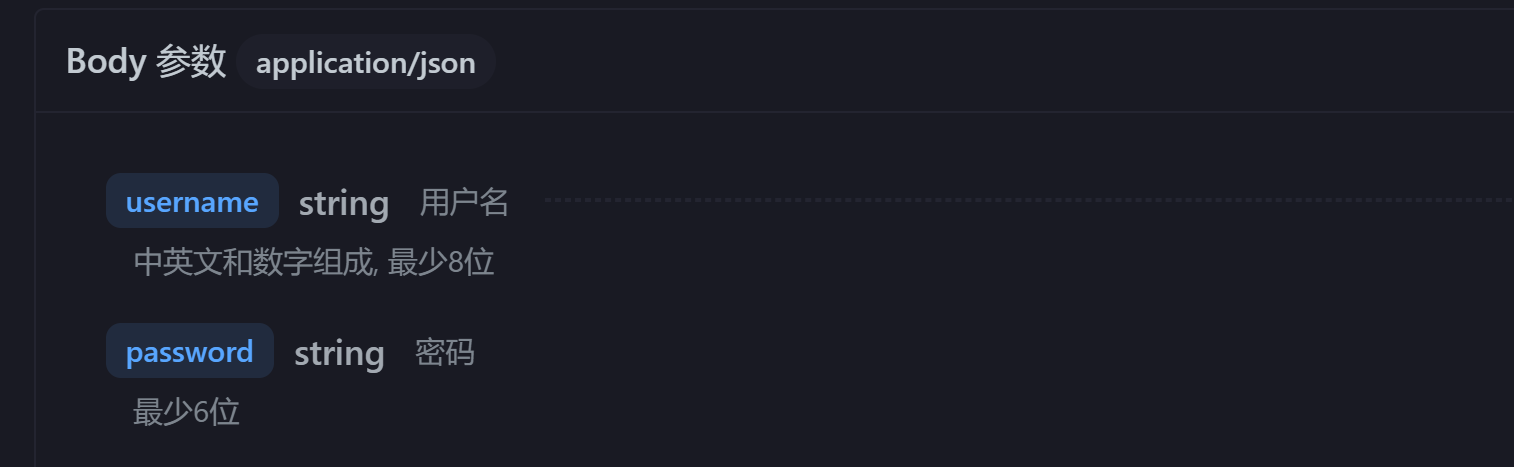 Body 参数 application/json
username string 用户名
中英文和数字组成, 最少8位
password string 密码
最少6位